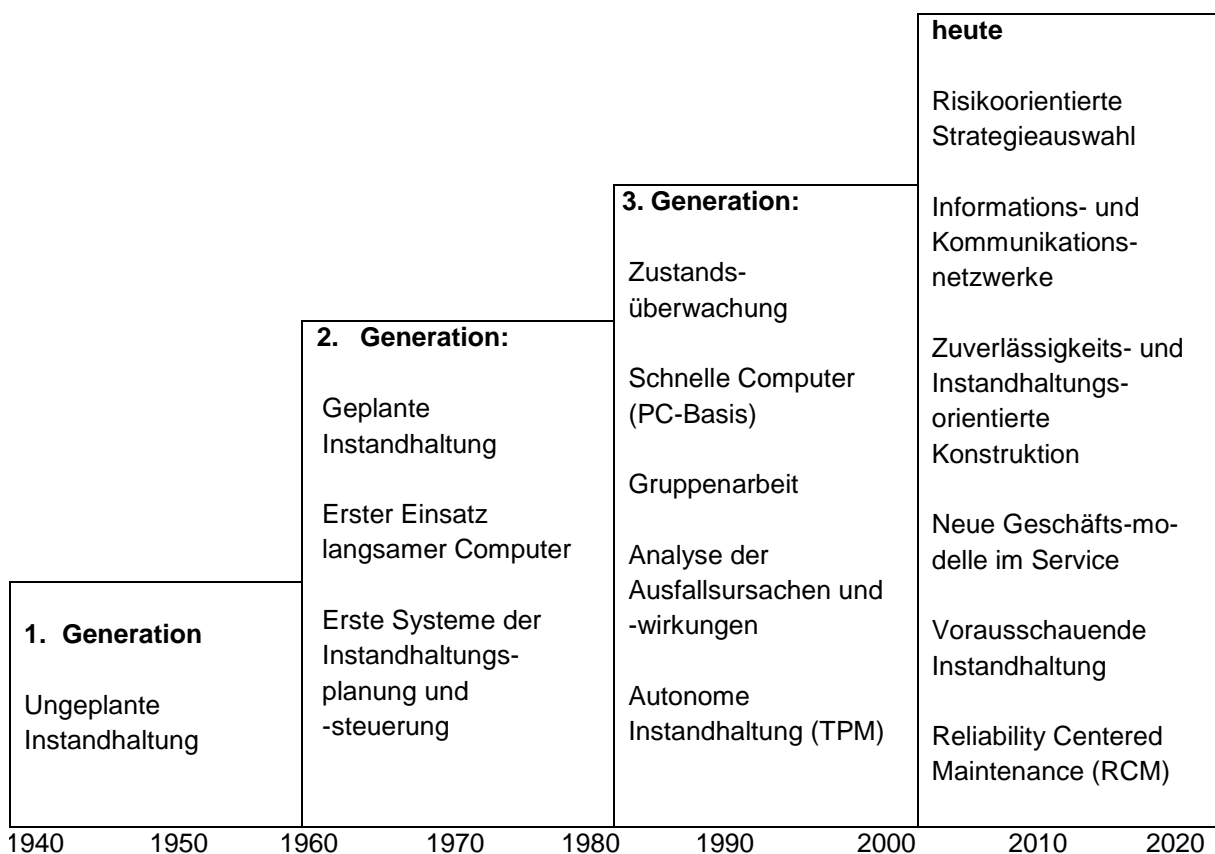 1. Generation
Ungeplante
Instandhaltung
2. Generation:
Geplante
Instandhaltung
Erster Einsatz
langsamer Computer
Erste Systeme der
Instandhaltungs-
planung und
-steuerung
3. Generation:
Zustands-
überwachung
Schnelle Computer
(PC-Basis)
Gruppenarbeit
Analyse der
Ausfallsursachen und
-wirkungen
Autonome
Instandhaltung (TPM)
heute
Risikoorientierte
Strategieauswahl
Informations- und
Kommunikations-
netzwerke
Zuverlässigkeits- und
Instandhaltungs-
orientierte
Konstruktion
Neue Geschäfts-mo-
delle im Service
Vorausschauende
Instandhaltung
Reliability Centered
Maintenance (RCM)
1940 1950 1960 1970 1980 1990 2000 2010 2020